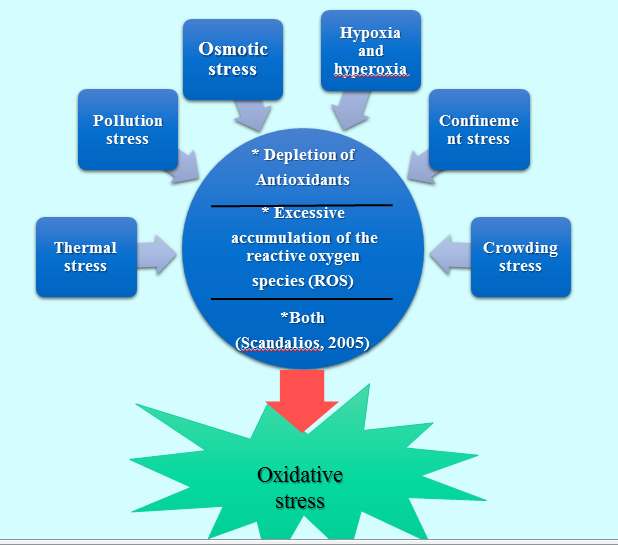 Hypoxia
and
hyperoxia
Osmotic
stress
Pollution
stress
Confineme
nt stress
Thermal
stress
Crowding
stress
* Depletion of
Antioxidants
* Excessive
accumulation of the
reactive oxygen
species (ROS)
*Both
(Scandalios, 2005)
Oxidative
stress